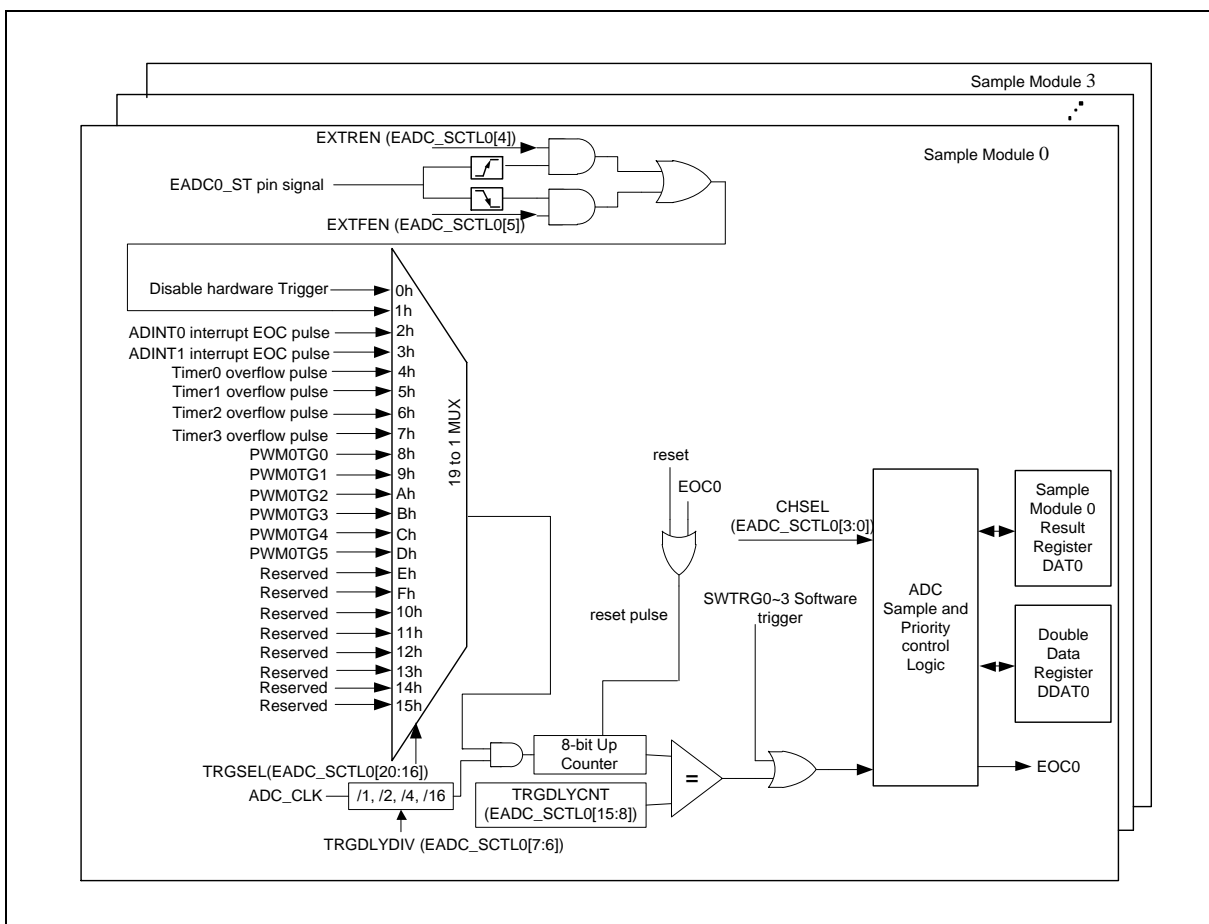 Sample Module 3
Sample Module 0
EXTREN (EADC_SCTL0[4])
EADC0_ST pin signal
EXTFEN (EADC_SCTL0[5])
Disable hardware Trigger
0h
1h
ADINT0 interrupt EOC pulse
2h
ADINT1 interrupt EOC pulse
3h
Timer0 overflow pulse
4h
Timer1 overflow pulse
5h
Timer2 overflow pulse
6h
Timer3 overflow pulse
7h
PWM0TG0
8h
PWM0TG1
9h
PWM0TG2
Ah
PWM0TG3
Bh
PWM0TG4
Ch
PWM0TG5
Dh
Reserved
Eh
Reserved
Fh
Reserved
10h
Reserved
11h
Reserved
12h
Reserved
13h
Reserved
14h
Reserved
15h
19 to 1 MUX
reset
EOC0
reset pulse
CHSEL
(EADC_SCTL0[3:0])
SWTRG0~3 Software
trigger
ADC
Sample and
Priority
control
Logic
Sample
Module 0
Result
Register
DAT0
Double
Data
Register
DDAT0
EOC0
8-bit Up
Counter
=
TRGSEL(EADC_SCTL0[20:16])
ADC_CLK
/1, /2, /4, /16
TRGDLYCNT
(EADC_SCTL0[15:8])
TRGDLYDIV (EADC_SCTL0[7:6])